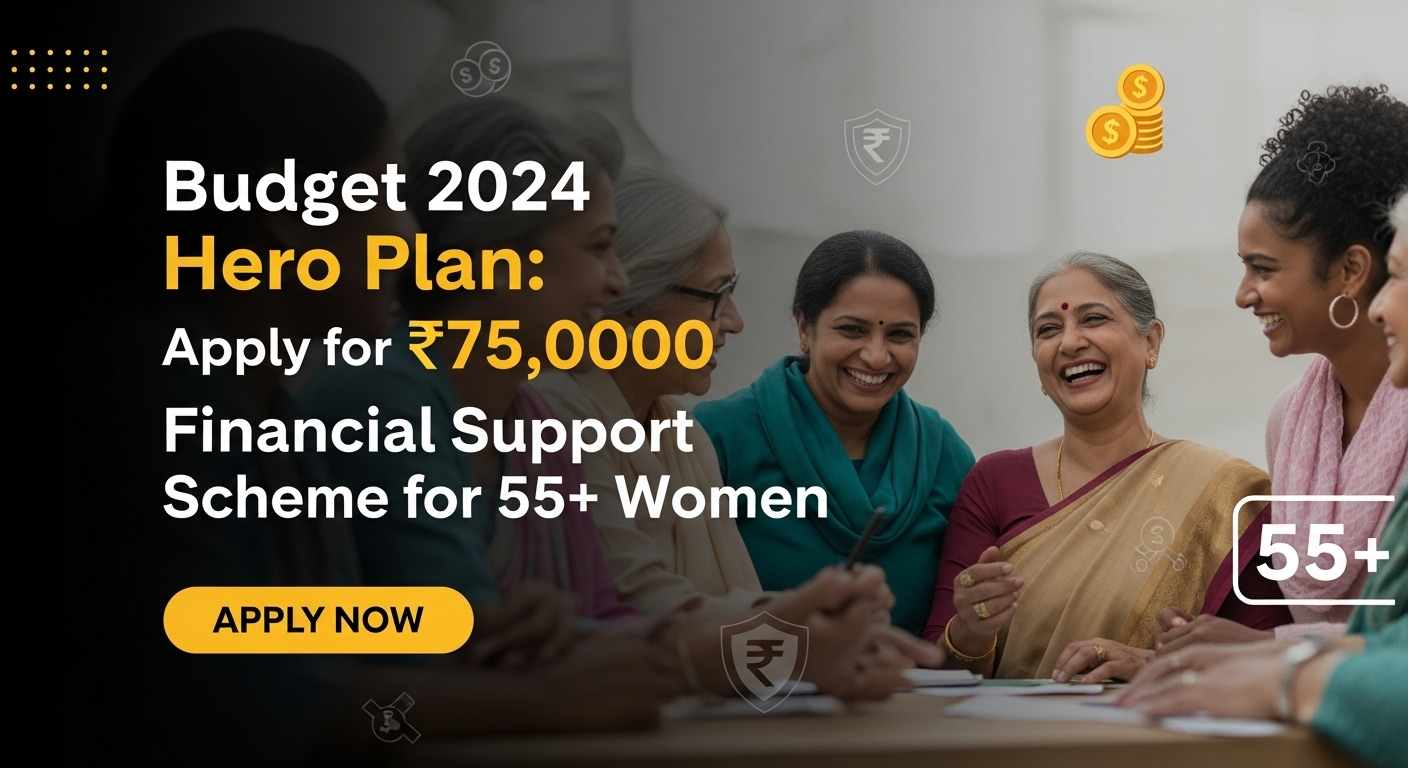 Budget 2024
Hero Plan:
Apply for ₹75,0000
Financial Support
Scheme for 55+ Women
APPLY NOW
55+